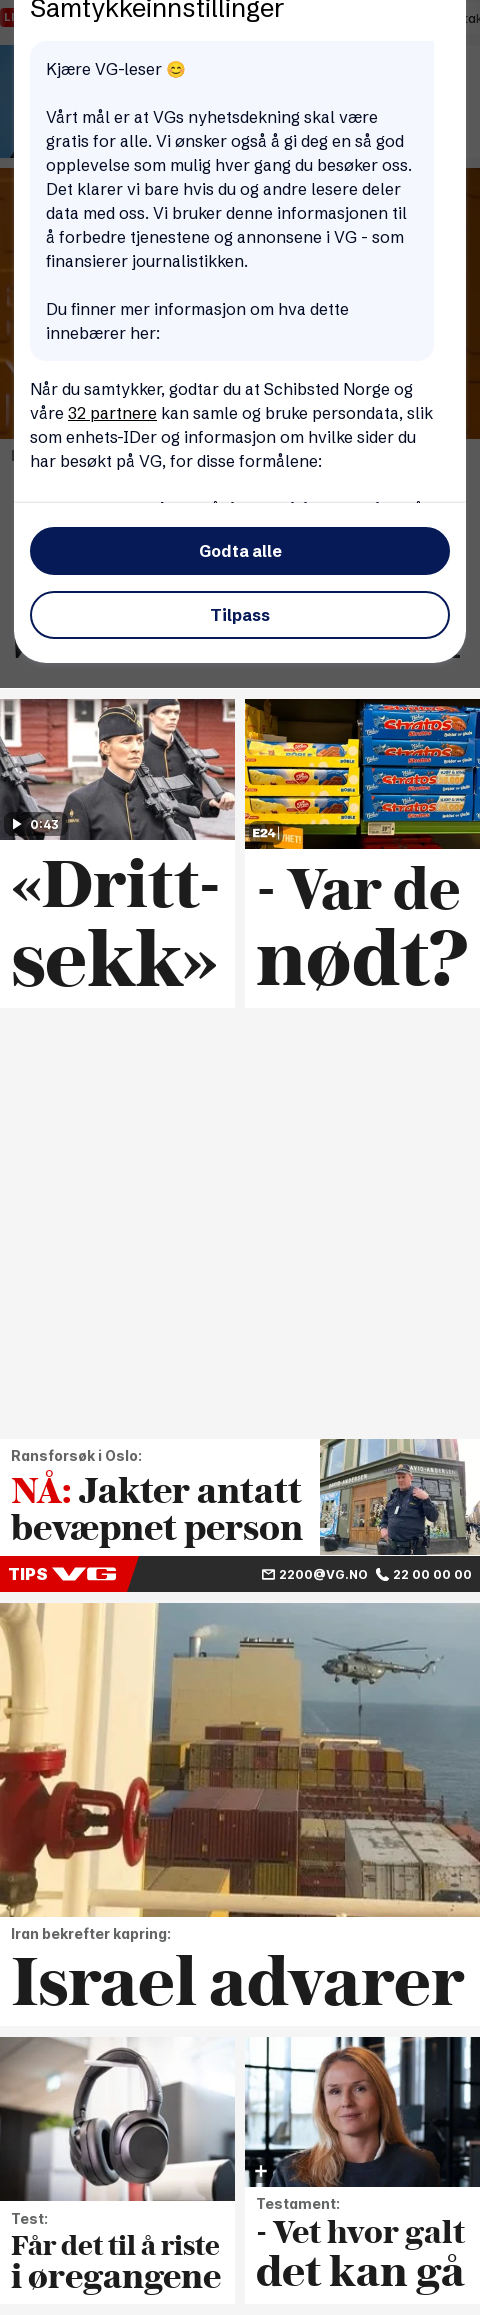 Samtykkeinnstillinger
Kjære VG-leser 😊
Vårt mål er at VGs nyhetsdekning skal være
gratis for alle. Vi ønsker også å gi deg en så god
opplevelse som mulig hver gang du besøker oss.
Det klarer vi bare hvis du og andre lesere deler
data med oss. Vi bruker denne informasjonen til
å forbedre tjenestene og annonsene i VG - som
finansierer journalistikken.
Du finner mer informasjon om hva dette
innebærer her:
Når du samtykker, godtar du at Schibsted Norge og
våre 32 partnere kan samle og bruke persondata, slik
som enhets-IDer og informasjon om hvilke sider du
har besøkt på VG, for disse formålene:
Godta alle
Tilpass
0:43
«Dritt-
sekk»
Stratos
Stratos
Stratos
Stratos
E24
- Var de
nødt?
Ransforsøk i Oslo:
NÅ: Jakter antatt
bevæpnet person
TIPS VG 2200@VG.NO 22 00 00 00
Iran bekrefter kapring:
Israel advarer
Test:
Får det til å riste
i øregangene
Testament:
- Vet hvor galt
det kan gå